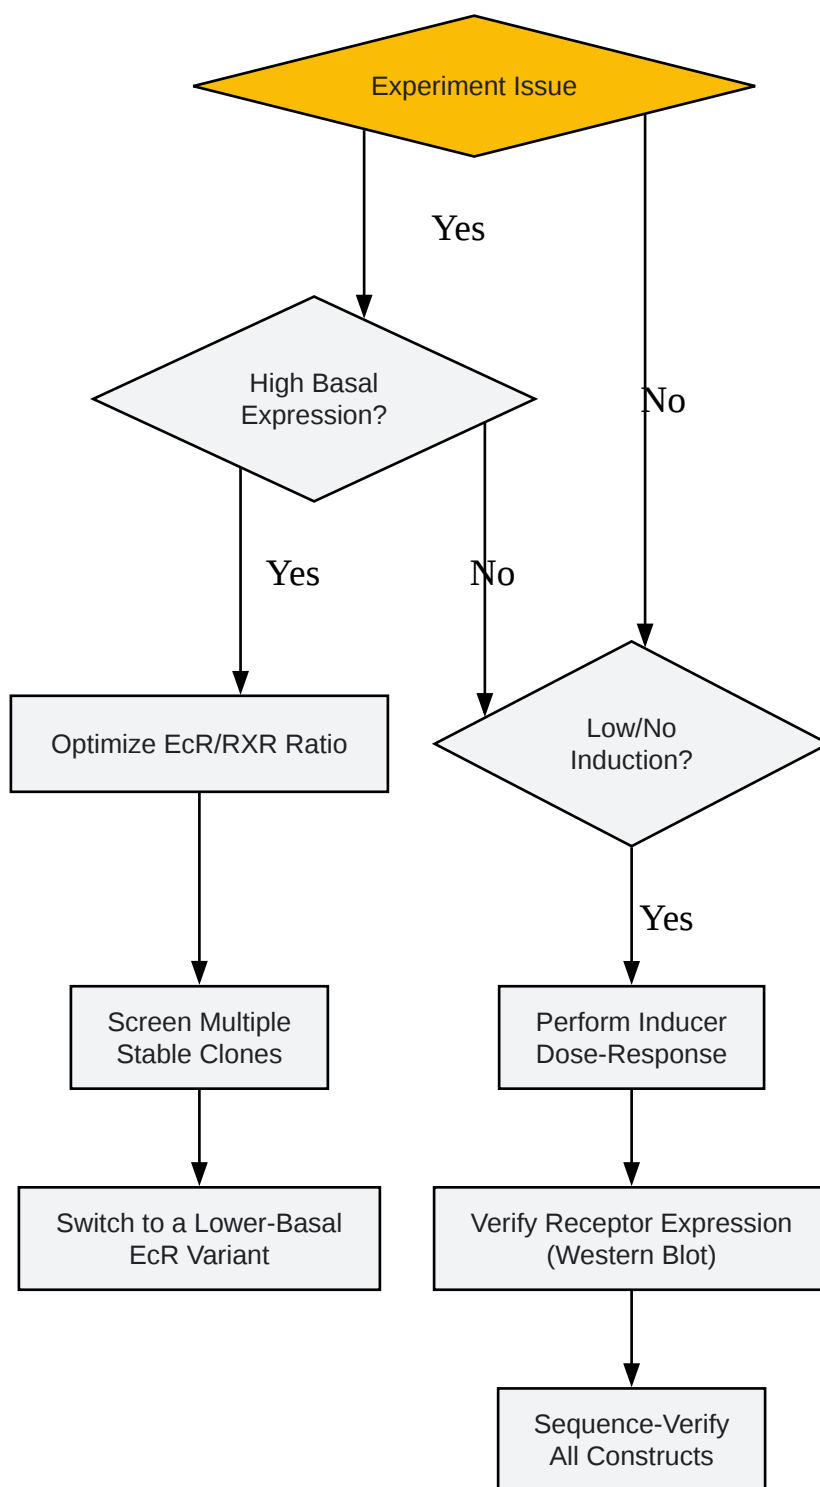 Experiment Issue
Yes
High Basal
Expression?
No
Yes
No
Optimize EcR/RXR Ratio
Low/No
Induction?
Yes
Screen Multiple
Stable Clones
Perform Inducer
Dose-Response
Switch to a Lower-Basal
EcR Variant
Verify Receptor Expression
(Western Blot)
Sequence-Verify
All Constructs